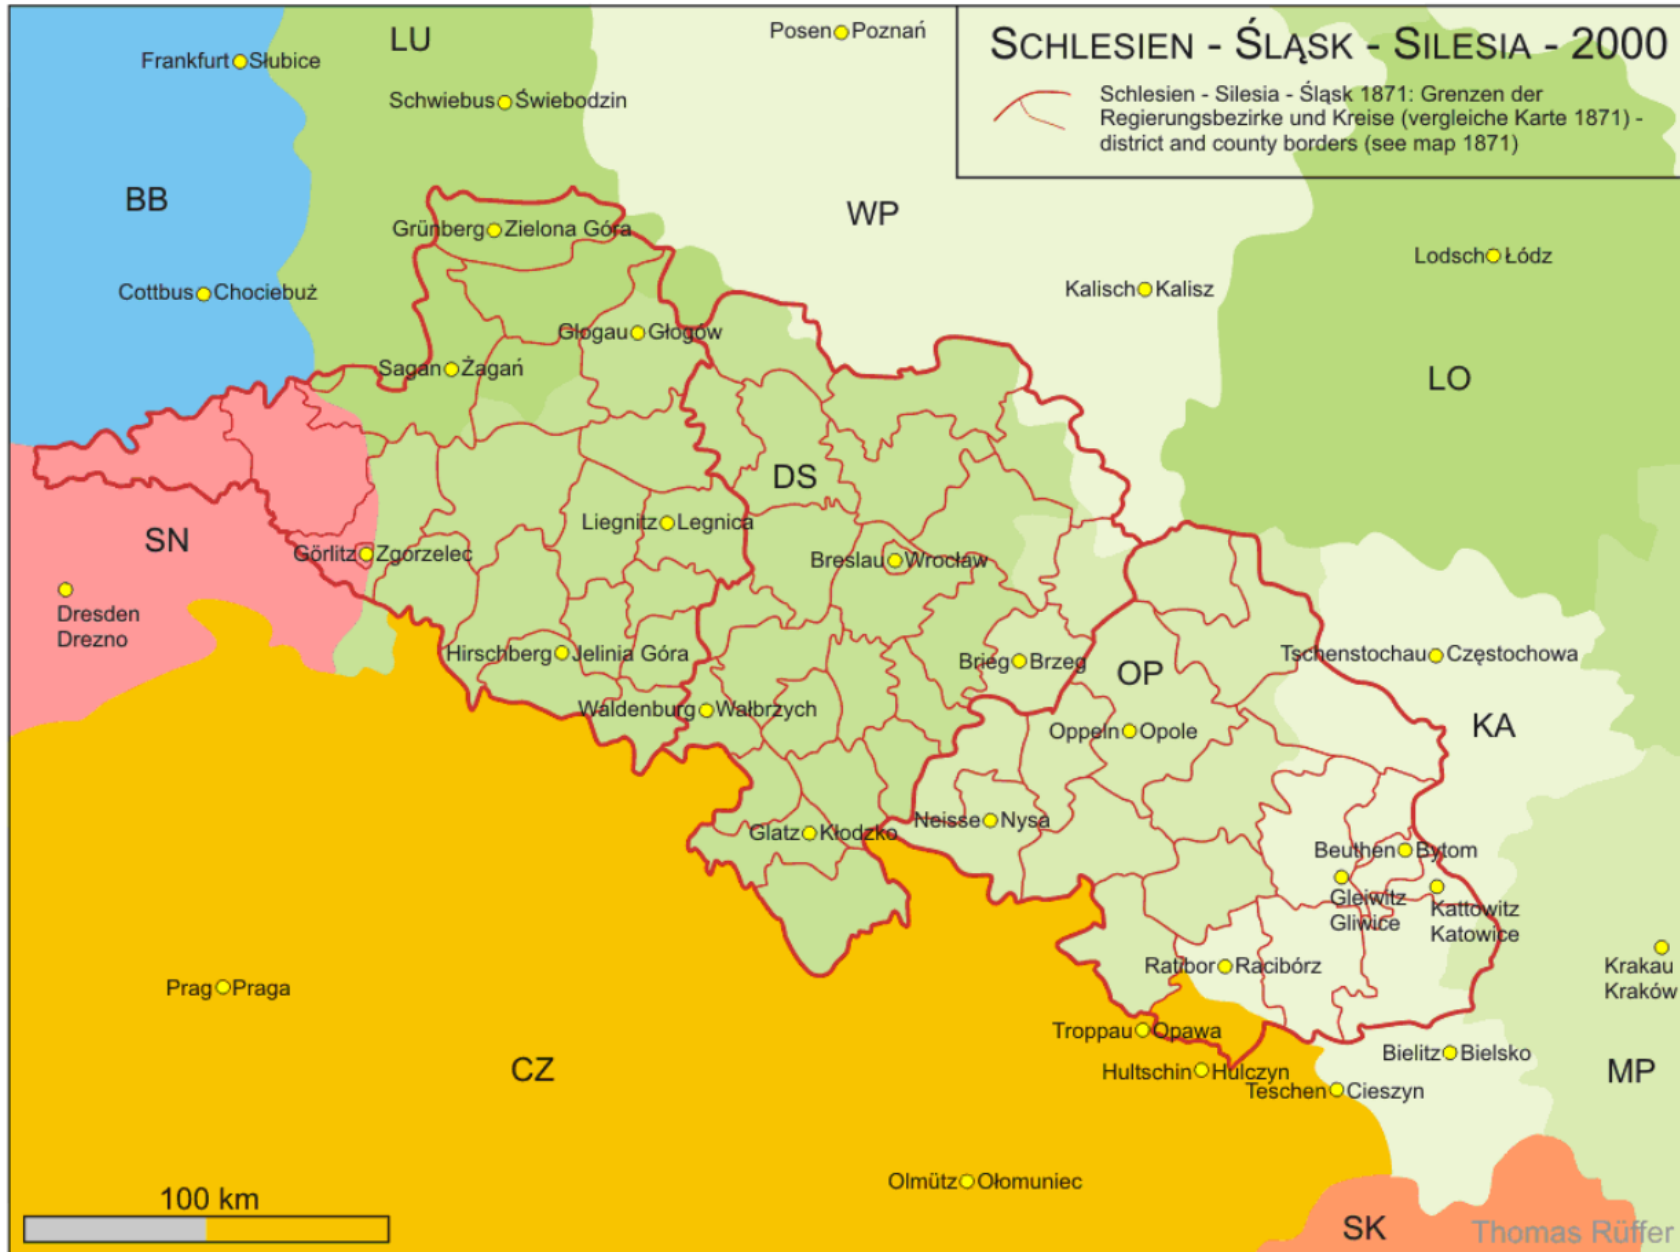 SCHLESIEN - ŚLĄSK - SILESIA - 2000
Schlesien - Silesia - Śląsk 1871: Grenzen der
Regierungsbezirke und Kreise (vergleiche Karte 1871) -
district and county borders (see map 1871)
LU
Posen Poznań
Frankfurt Słubice
Schwiebus Świebodzin
BB
WP
Grünberg Zielona Góra
Lodsch Łódz
Cottbus Chociebuż
Kalisch Kalisz
Glogau Głogów
Sagan Żagań
LO
DS
Liegnitz Legnica
SN
Görlitz Zgorzelec
Breslau Wrocław
Dresden
Drezno
Hirschberg Jelinia Góra
Brieg Brzeg
OP
Tschenstochau Częstochowa
Waldenburg Wałbrzych
Oppeln Opole
KA
Glatz Kłodzko
Neisse Nysa
Beuthen Bytom
Gleiwitz
Gliwice
Kattowitz
Katowice
Ratibor Racibórz
Krakau
Kraków
Prag Praga
Troppau Opawa
CZ
Hultschin Hulczyn
Bielitz Bielsko
MP
Teschen Cieszyn
Olmütz Ołomuniec
100 km
SK
Thomas Rüffer